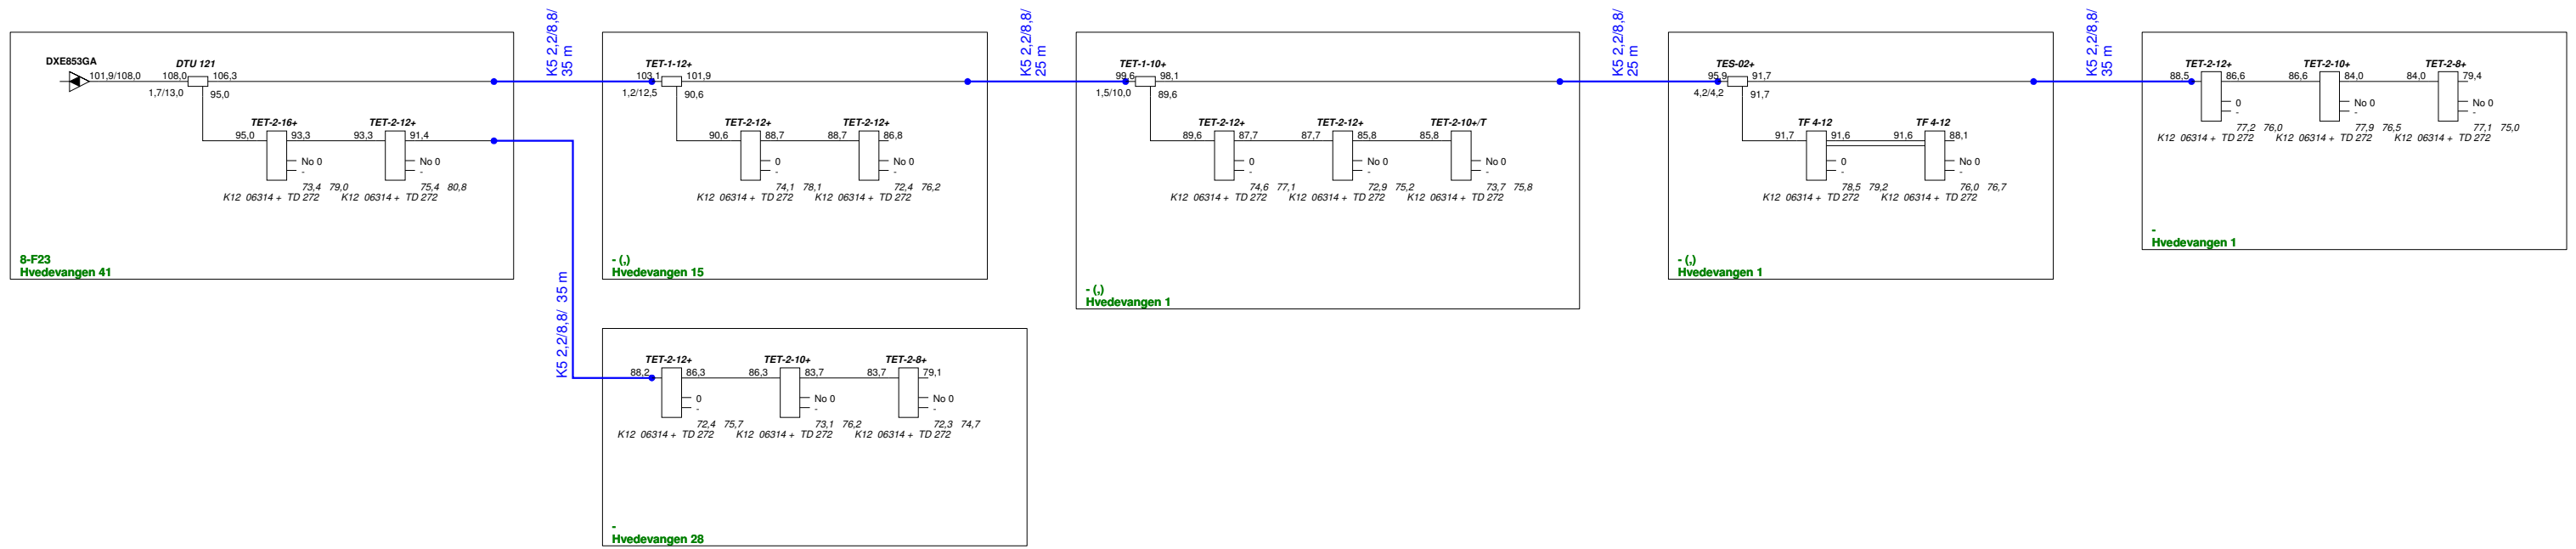 K5 2,2/8,8/
35 m
K5 2,2/8,8/
25 m
K5 2,2/8,8/
25 m
K5 2,2/8,8/
35 m
DXE853GA
101,9/108,0
DTU 121
108,0 106,3
1,7/13,0 95,0
TET-2-16+ TET-2-12+
95,0 93,3 93,3 91,4
No 0 No 0
- -
73,4 79,0 75,4 80,8
K12 06314 + TD 272 K12 06314 + TD 272
8-F23
Hvedevangen 41
TET-1-12+
103,1 101,9
1,2/12,5 90,6
TET-2-12+ TET-2-12+
90,6 88,7 88,7 86,8
0 No 0
- -
74,1 78,1 72,4 76,2
K12 06314 + TD 272 K12 06314 + TD 272
- (,)
Hvedevangen 15
TET-1-10+
99,6 98,1
1,5/10,0 89,6
TET-2-12+ TET-2-12+ TET-2-10+/T
89,6 87,7 87,7 85,8 85,8
0 No 0 No 0
- - -
74,6 77,1 72,9 75,2 73,7 75,8
K12 06314 + TD 272 K12 06314 + TD 272 K12 06314 + TD 272
- (,)
Hvedevangen 1
TES-02+
95,9 91,7
4,2/4,2 91,7
TF 4-12 TF 4-12
91,7 91,6 91,6 88,1
0 No 0
- -
78,5 79,2 76,0 76,7
K12 06314 + TD 272 K12 06314 + TD 272
- (,)
Hvedevangen 1
TET-2-12+ TET-2-10+ TET-2-8+
88,5 86,6 86,6 84,0 84,0 79,4
0 No 0 No 0
- - -
77,2 76,0 77,9 76,5 77,1 75,0
K12 06314 + TD 272 K12 06314 + TD 272 K12 06314 + TD 272
-
Hvedevangen 1
K5 2,2/8,8/ 35 m
TET-2-12+ TET-2-10+ TET-2-8+
88,2 86,3 86,3 83,7 83,7 79,1
0 No 0 No 0
- - -
72,4 75,7 73,1 76,2 72,3 74,7
K12 06314 + TD 272 K12 06314 + TD 272 K12 06314 + TD 272
-
Hvedevangen 28